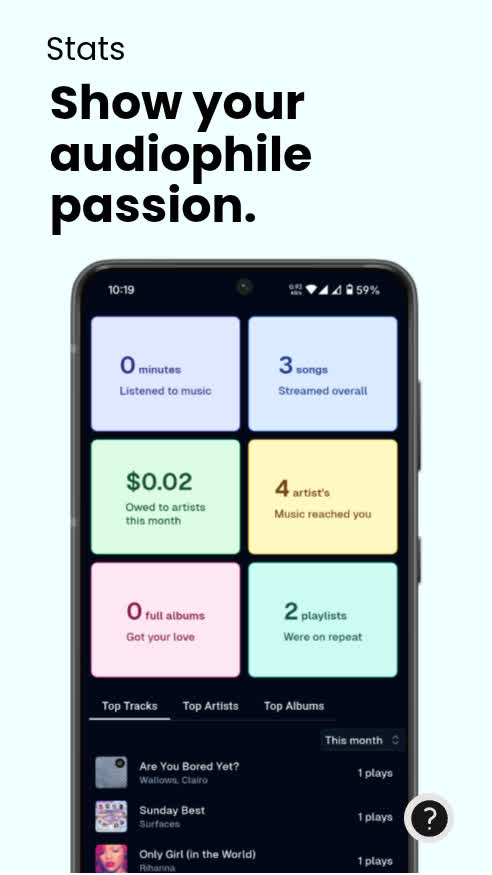 Stats
Show your
audiophile
passion.
10:19
0.93
59%
0 minutes
Listened to music
3 songs
Streamed overall
$0.02
Owed to artists
this month
4 artist's
Music reached you
0 full albums
Got your love
2 playlists
Were on repeat
Top Tracks Top Artists Top Albums
This month
Are You Bored Yet?
Wallows, Clairo
1 plays
Sunday Best
Surfaces
1 plays
?
Only Girl (in the World)
Rihanna
1 plays